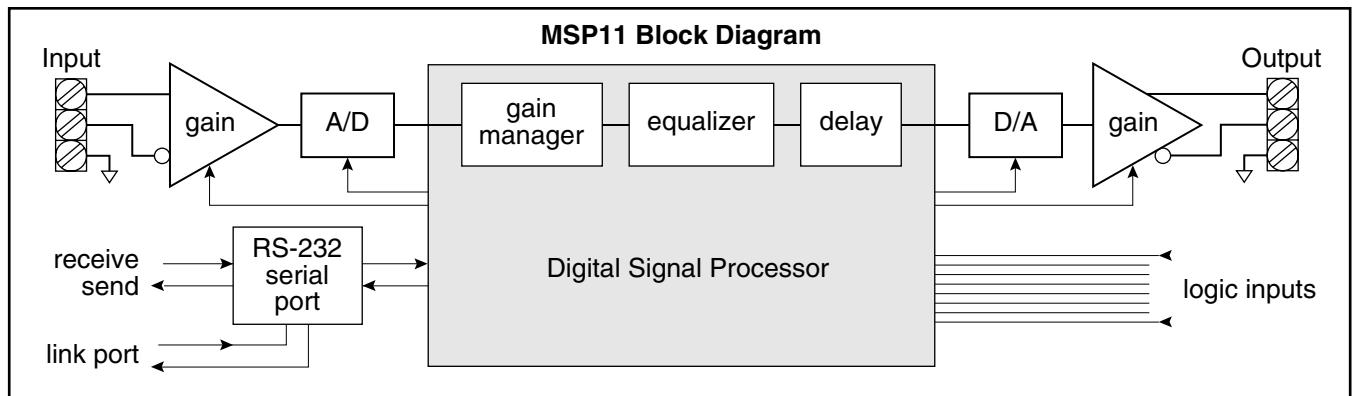 MSP11 Block Diagram
Input
Output
gain
A/D
gain
manager
equalizer
delay
D/A
gain
receive
send
RS-232
serial
port
Digital Signal Processor
logic inputs
link port